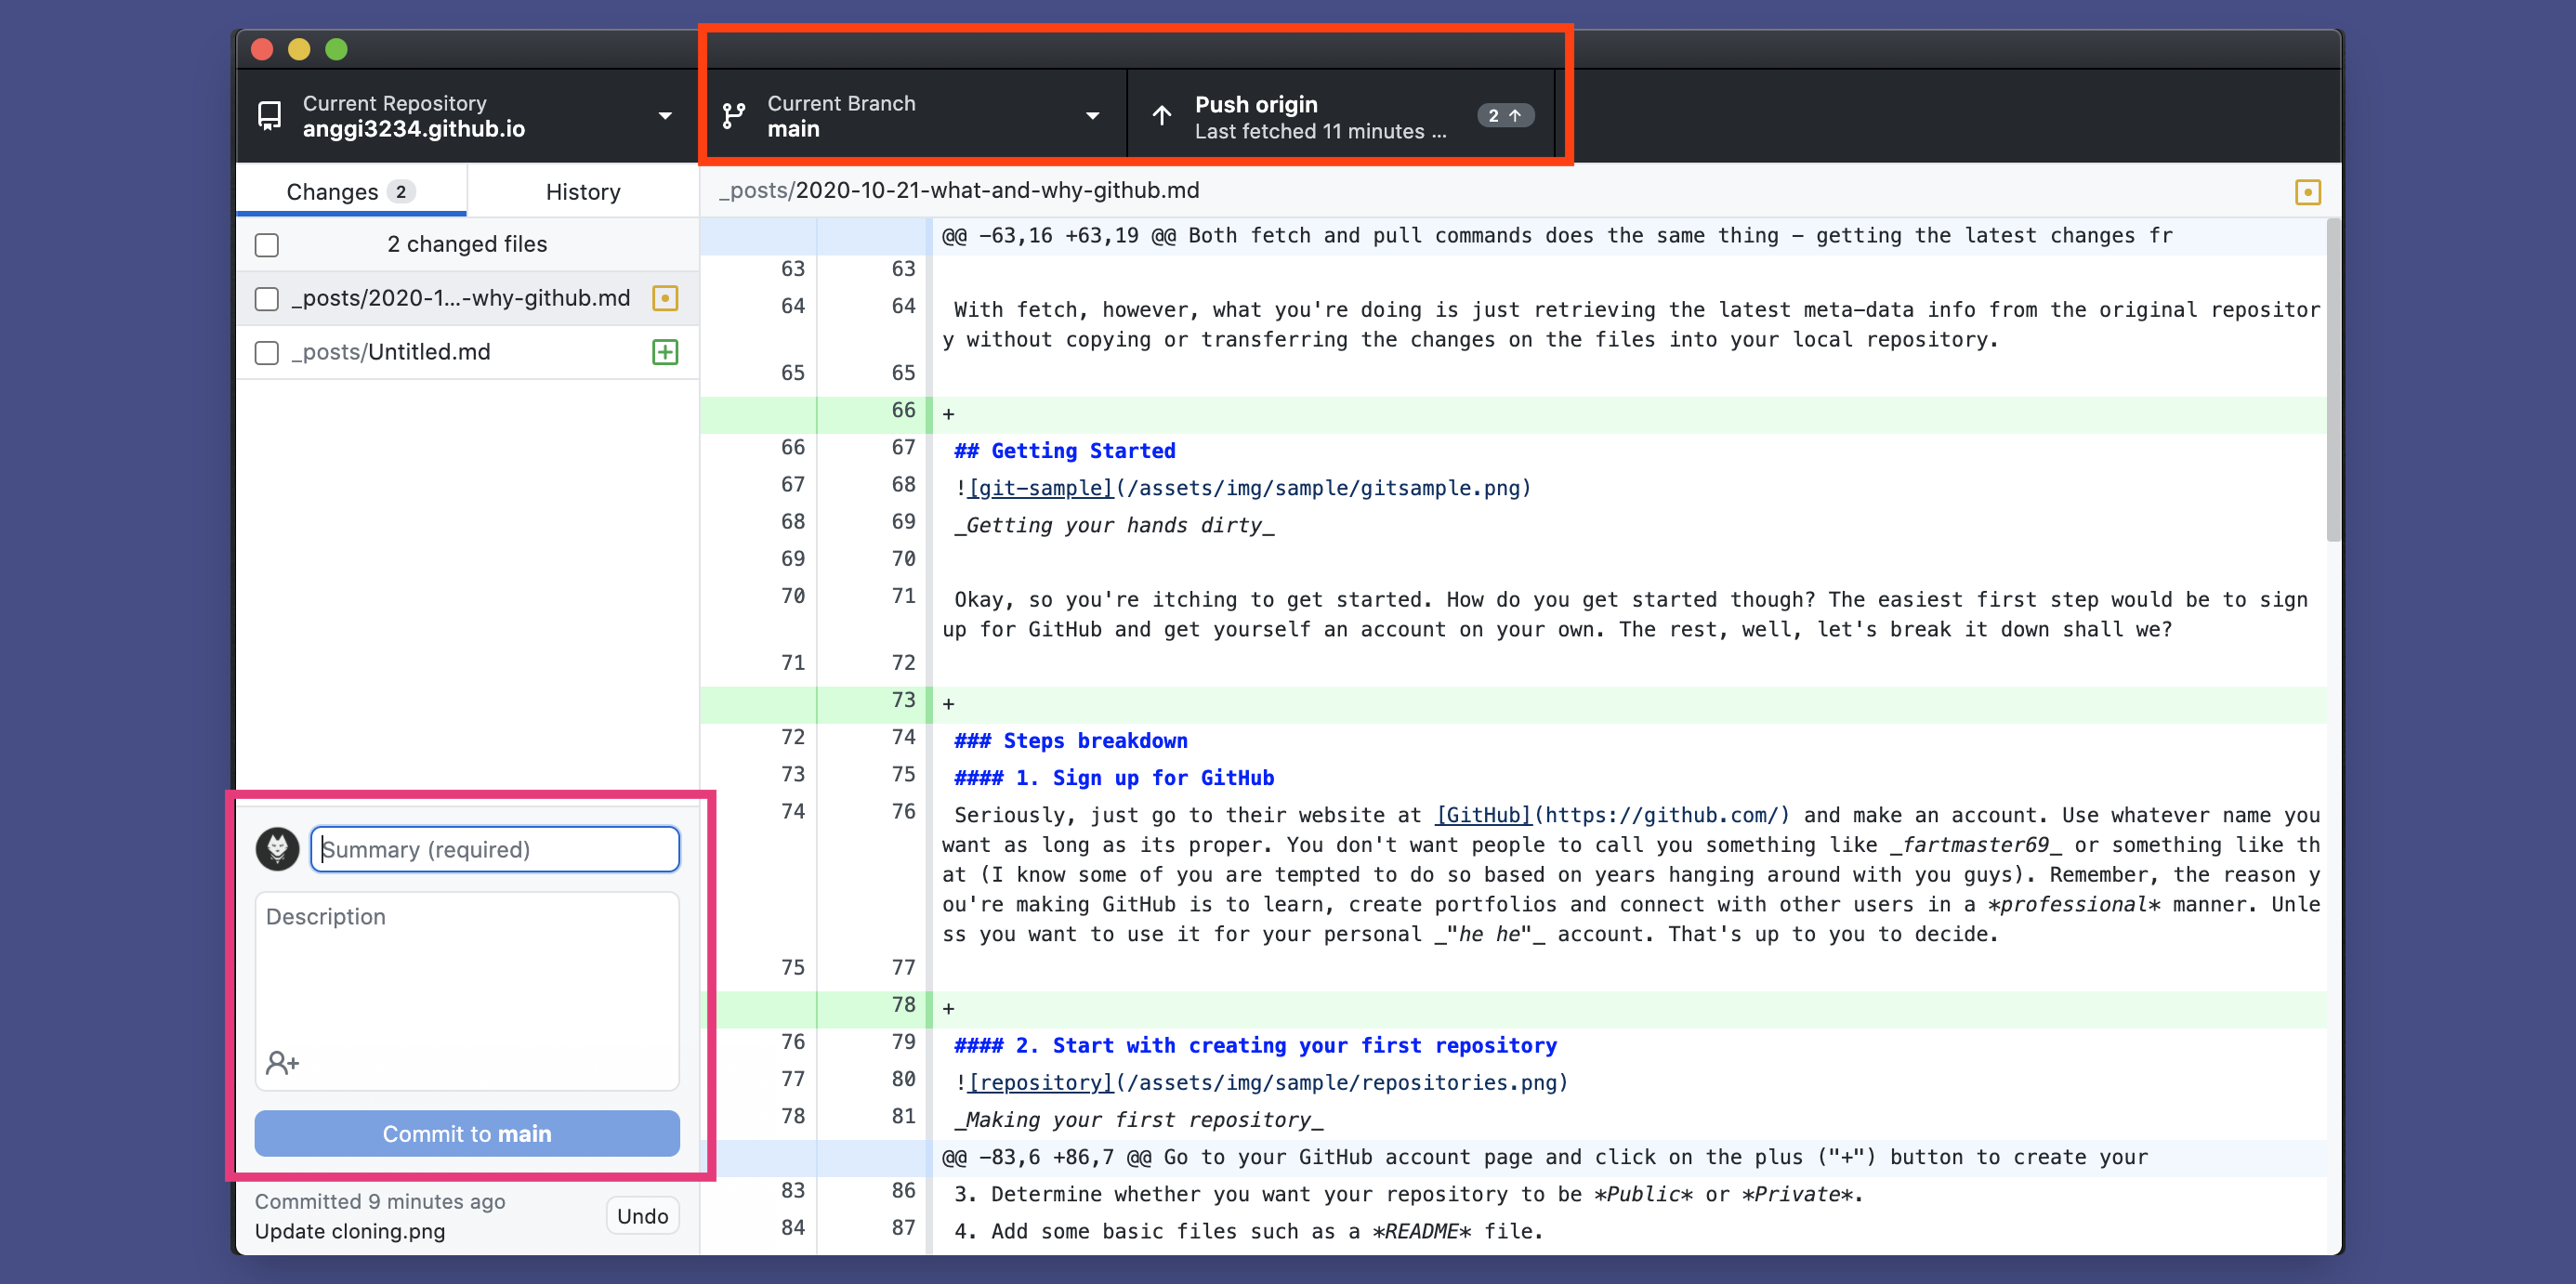 Current Repository
anggi3234.github.io
Current Branch
main
Push origin
Last fetched 11 minutes ...
2
Changes 2
History
_posts/2020-10-21-what-and-why-github.md
2 changed files
_posts/2020-1...-why-github.md
_posts/Untitled.md
@@ -63,16 +63,19 @@ Both fetch and pull commands does the same thing – getting the latest changes fr
63 63
64 64 With fetch, however, what you're doing is just retrieving the latest meta-data info from the original repositor
y without copying or transferring the changes on the files into your local repository.
65 65
66 +
66 67 ## Getting Started
67 68 ![git-sample](/assets/img/sample/gitsample.png)
68 69 _Getting your hands dirty_
69 70
70 71 Okay, so you're itching to get started. How do you get started though? The easiest first step would be to sign
up for GitHub and get yourself an account on your own. The rest, well, let's break it down shall we?
71 72
73 +
72 74 ### Steps breakdown
73 75 #### 1. Sign up for GitHub
74 76 Seriously, just go to their website at [GitHub](https://github.com/) and make an account. Use whatever name you
want as long as its proper. You don't want people to call you something like _fartmaster69_ or something like th
at (I know some of you are tempted to do so based on years hanging around with you guys). Remember, the reason y
ou're making GitHub is to learn, create portfolios and connect with other users in a *professional* manner. Unle
ss you want to use it for your personal _"he he"_ account. That's up to you to decide.
75 77
78 +
76 79 #### 2. Start with creating your first repository
77 80 ![repository](/assets/img/sample/repositories.png)
78 81 _Making your first repository_
@@ -83,6 +86,7 @@ Go to your GitHub account page and click on the plus ("+") button to create your
83 86 3. Determine whether you want your repository to be *Public* or *Private*.
84 87 4. Add some basic files such as a *README* file.
Summary (required)
Description
Commit to main
Committed 9 minutes ago
Update cloning.png
Undo